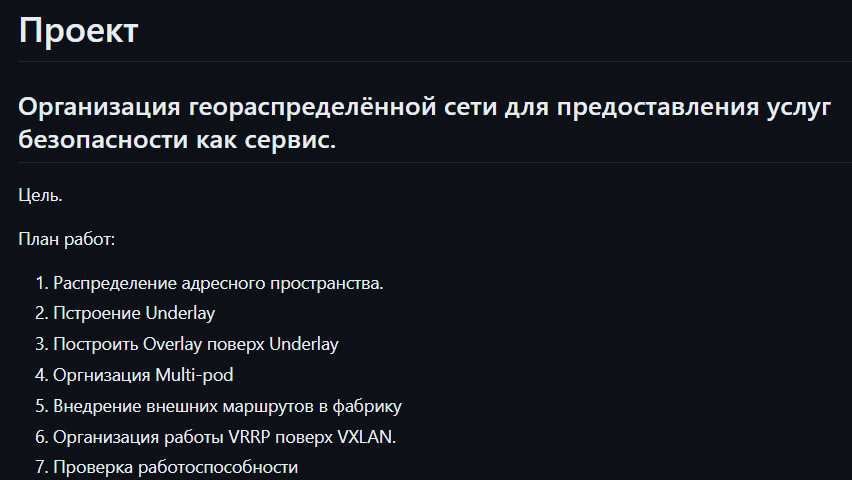 Проект
Организация геораспределённой сети для предоставления услуг
безопасности как сервис.
Цель.
План работ:
1. Распределение адресного пространства.
2. Пстроение Underlay
3. Построить Overlay поверх Underlay
4. Оргнизация Multi-pod
5. Внедрение внешних маршрутов в фабрику
6. Организация работы VRRP поверх VXLAN.
7. Проверка работоспособности